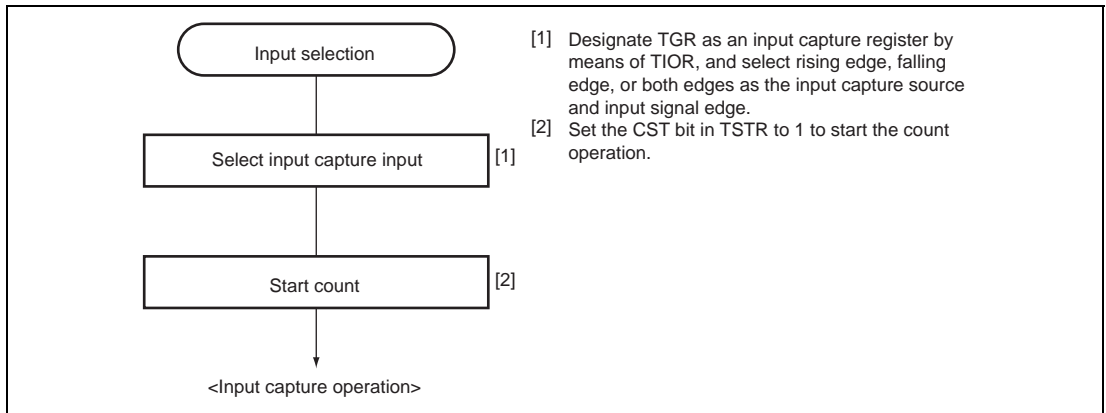 Input selection
Select input capture input
[1]
Start count
[2]
<Input capture operation>
[1] Designate TGR as an input capture register by
means of TIOR, and select rising edge, falling
edge, or both edges as the input capture source
and input signal edge.
[2] Set the CST bit in TSTR to 1 to start the count
operation.